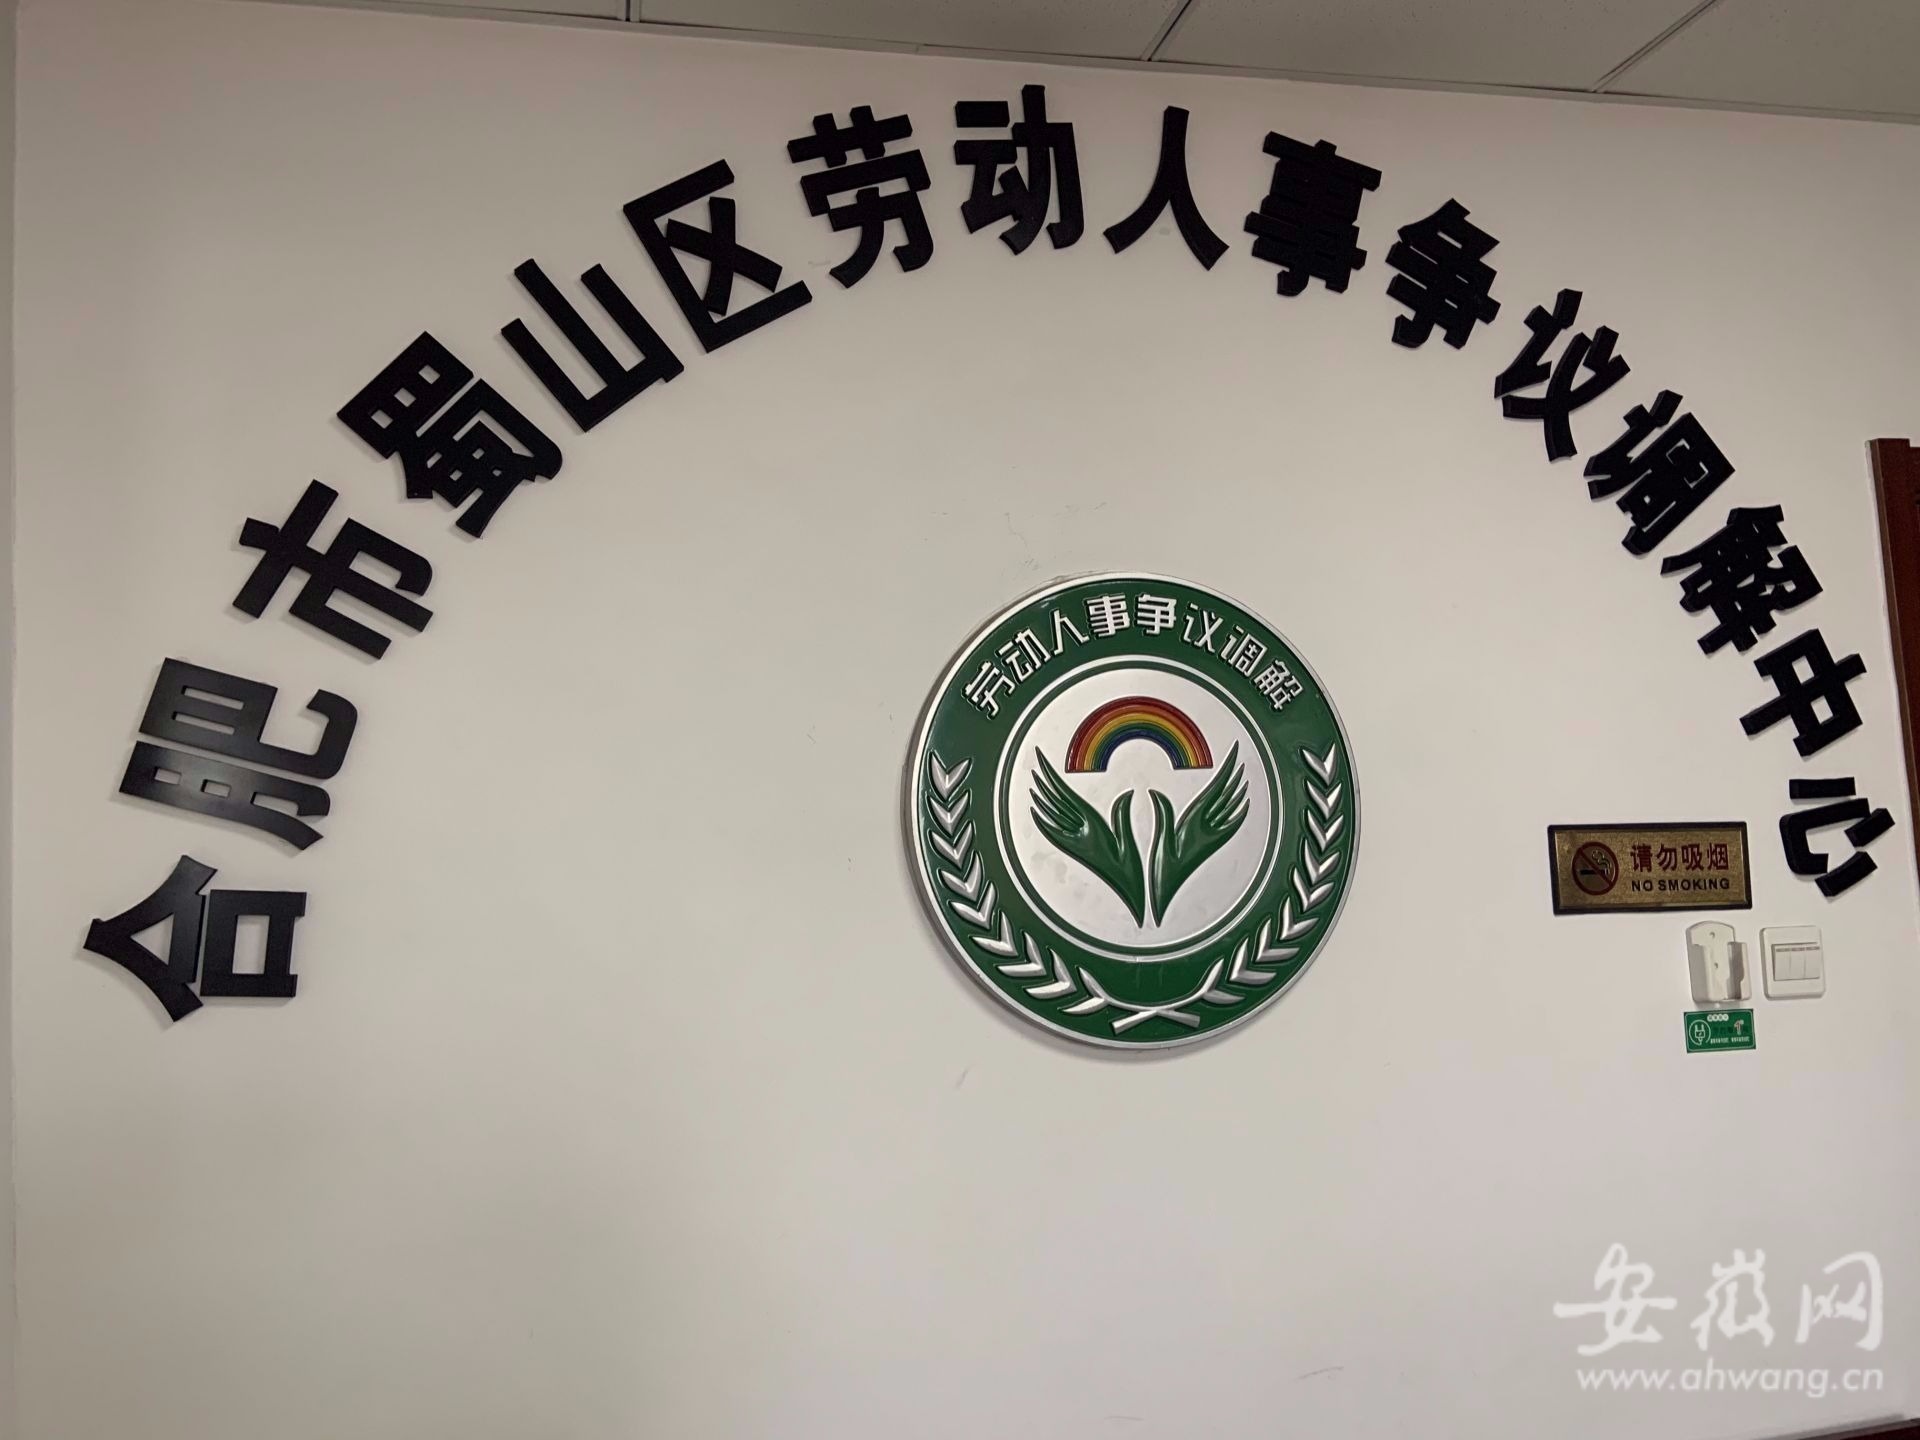 合肥市蜀山区劳动人事争议调解中心
劳动人事争议调解
请勿吸烟
NO SMOKING
安徽网
www.ahwang.cn